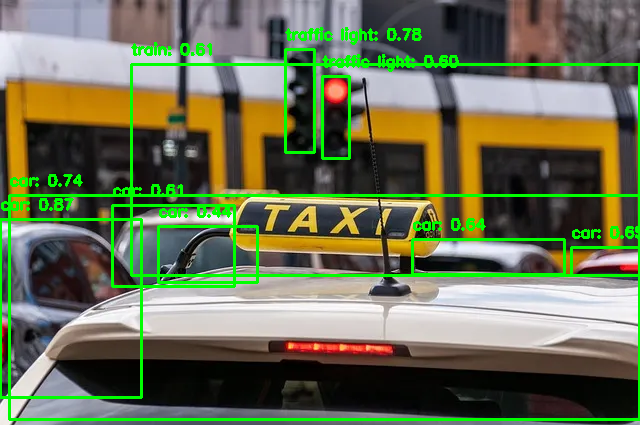 traffic light: 0.78
train: 0.61
traffic light: 0.60
car: 0.74
car: 0.61
car: 0.87
car: 0.44
TAXI
car: 0.64
car: 0.6